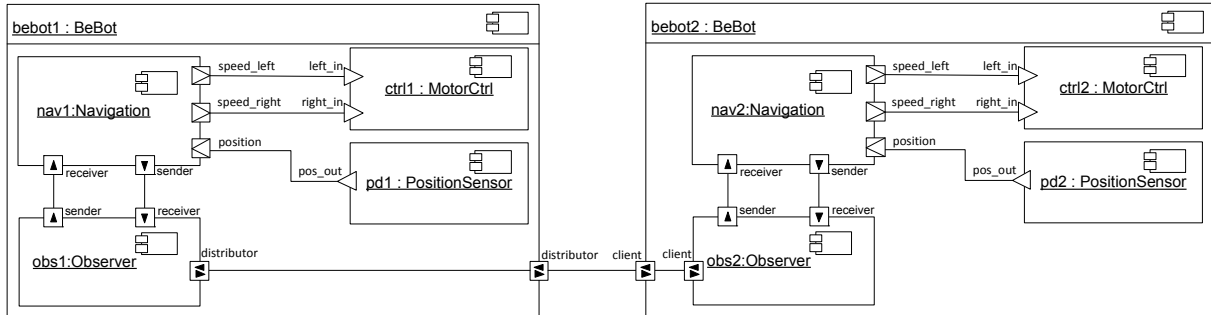 bebot1 : BeBot
speed_left
left_in
ctrl1 : MotorCtrl
nav1:Navigation
speed_right
right_in
position
receiver
sender
pos_out
pd1 : PositionSensor
sender
receiver
obs1:Observer
distributor
distributor
client
bebot2 : BeBot
speed_left
left_in
ctrl2 : MotorCtrl
nav2:Navigation
speed_right
right_in
position
receiver
sender
pos_out
pd2 : PositionSensor
sender
receiver
client
obs2:Observer